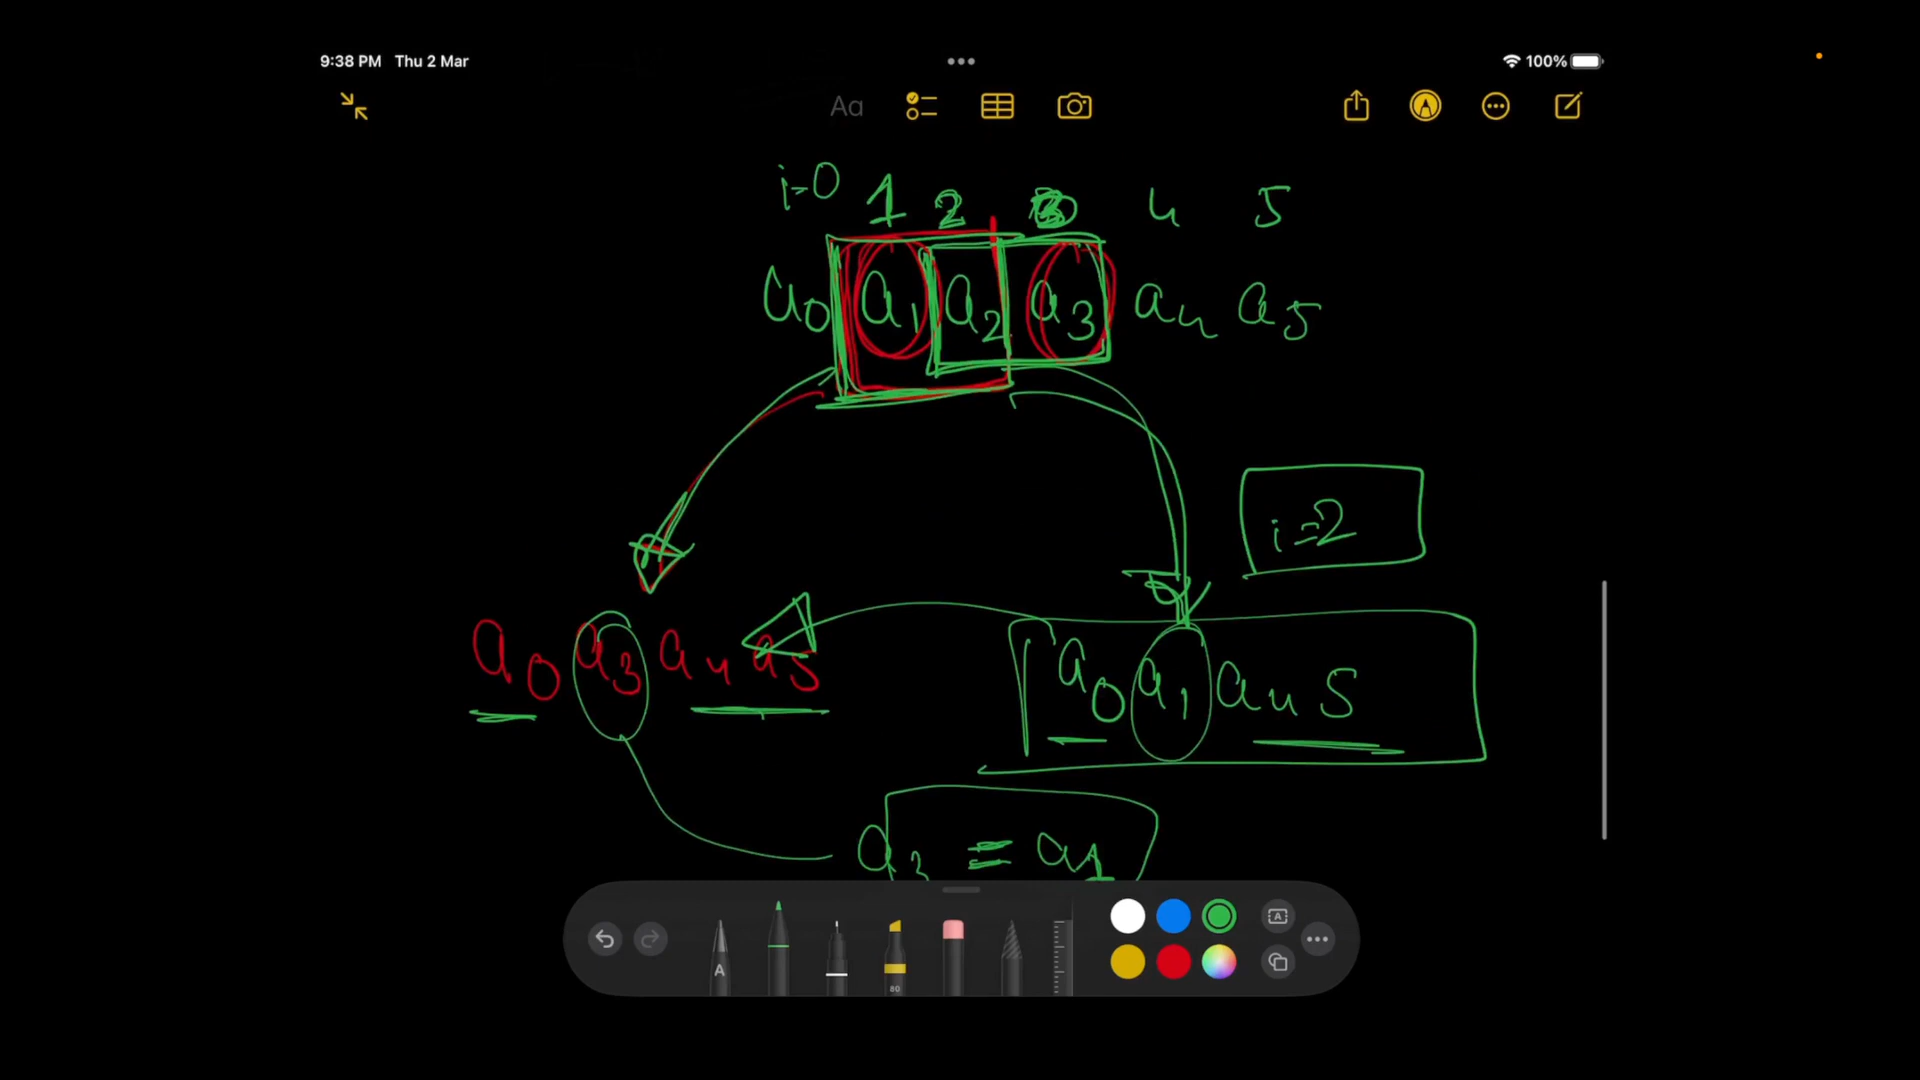 9:38 PM Thu 2 Mar
100%
Aa
i=0 1 2 3 4 5
a0 a1 a2 a3 a4 a5
i=2
a0 a3 a4 a5
a0 a1 a4 5
a3 = a1
A
80
A